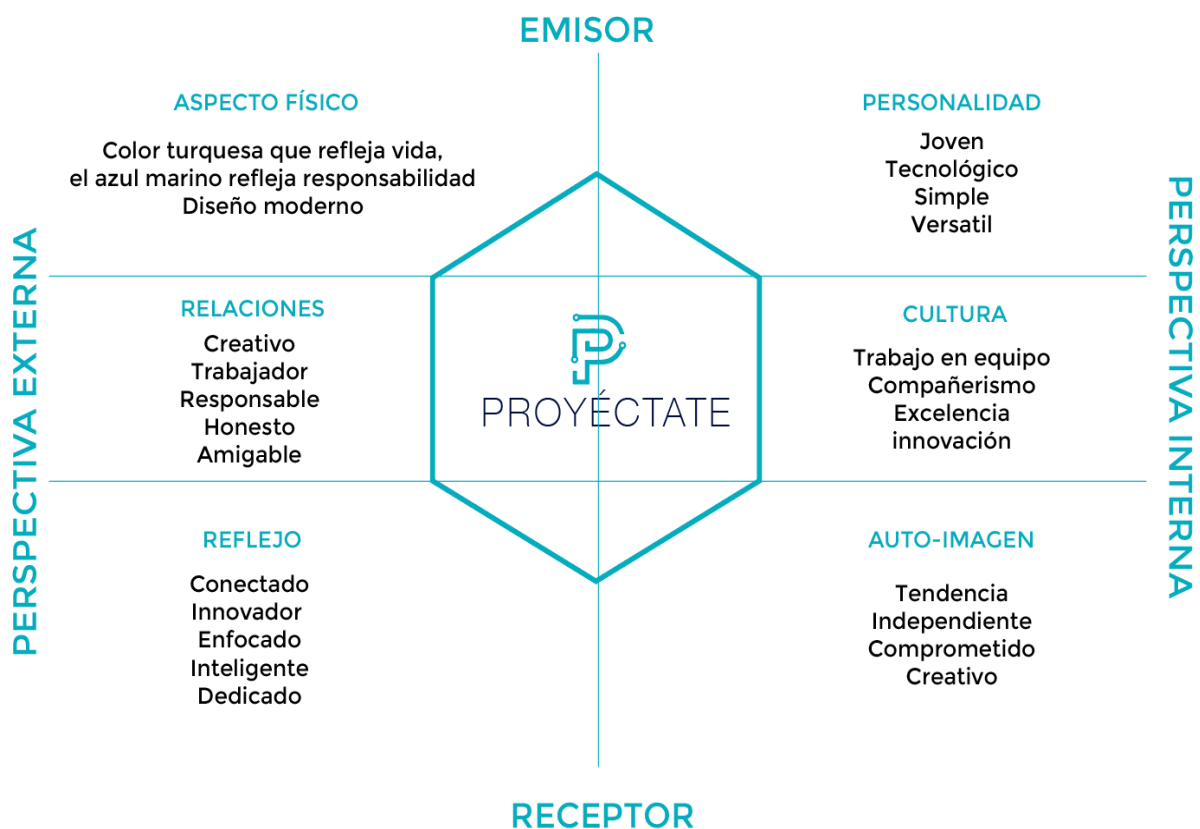 EMISOR
ASPECTO FÍSICO
Color turquesa que refleja vida,
el azul marino refleja responsabilidad
Diseño moderno
PERSONALIDAD
Joven
Tecnológico
Simple
Versatil
PERSPECTIVA EXTERNA
RELACIONES
Creativo
Trabajador
Responsable
Honesto
Amigable
PROYÉCTATE
CULTURA
Trabajo en equipo
Compañerismo
Excelencia
innovación
PERSPECTIVA INTERNA
REFLEJO
Conectado
Innovador
Enfocado
Inteligente
Dedicado
AUTO-IMAGEN
Tendencia
Independiente
Comprometido
Creativo
RECEPTOR